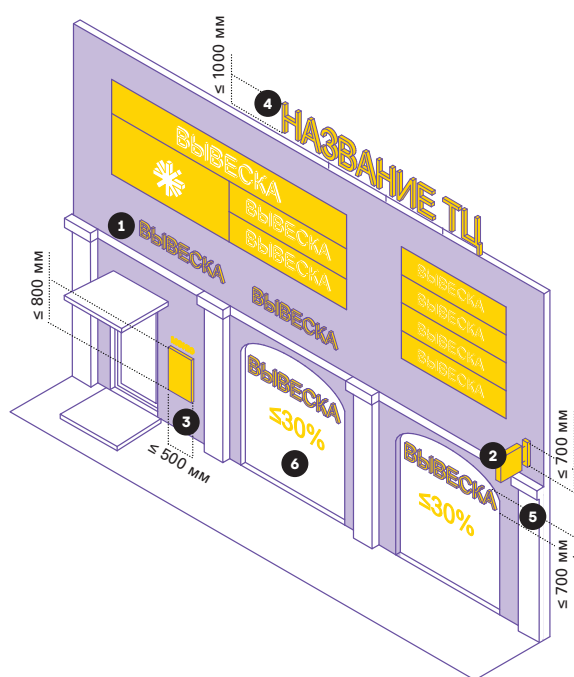 ≤ 1000 мм
4
НАЗВАНИЕ ТЦ
ВЫВЕСКА
ВЫВЕСКА
ВЫВЕСКА
1
ВЫВЕСКА
ВЫВЕСКА
ВЫВЕСКА
ВЫВЕСКА
ВЫВЕСКА
ВЫВЕСКА
≤ 800 мм
3
≤ 500 мм
ВЫВЕСКА
≤30%
6
ВЫВЕСКА
≤30%
2
≤ 700 мм
5
≤ 700 мм